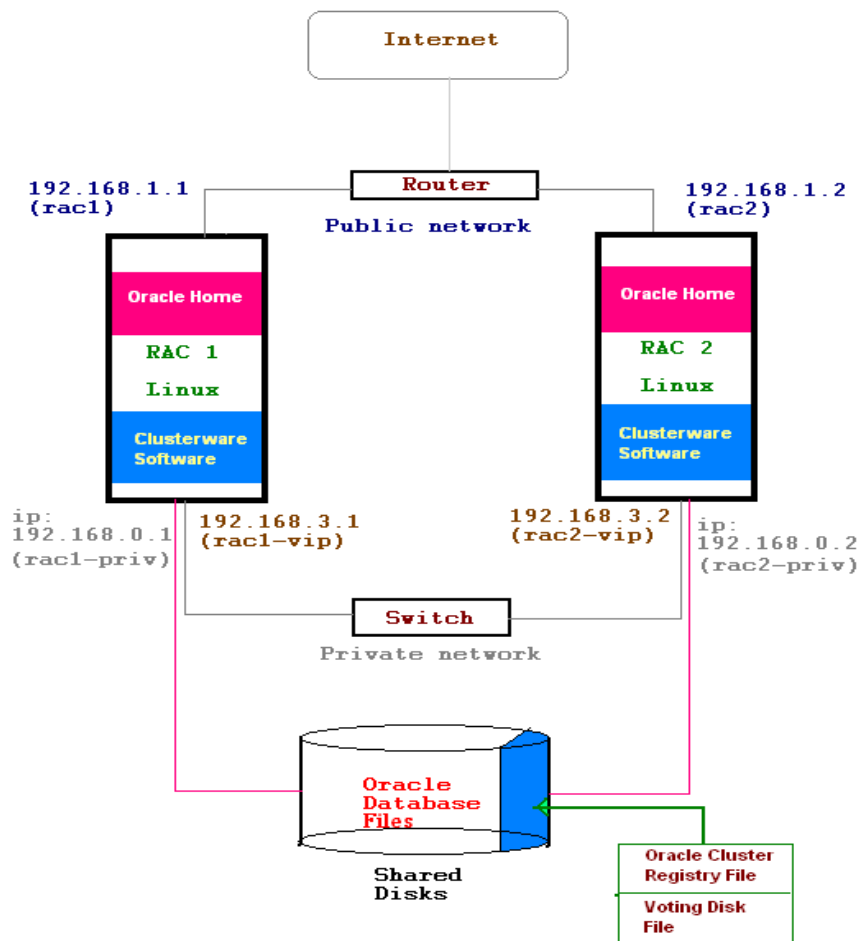 Internet
Router
192.168.1.1
(rac1)
192.168.1.2
(rac2)
Public network
Oracle Home
RAC 1
Linux
Clusterware
Software
Oracle Home
RAC 2
Linux
Clusterware
Software
ip:
192.168.0.1
(rac1-priv)
192.168.3.1
(rac1-vip)
192.168.3.2
(rac2-vip)
ip:
192.168.0.2
(rac2-priv)
Switch
Private network
Oracle
Database
Files
Shared
Disks
Oracle Cluster
Registry File
Voting Disk
File